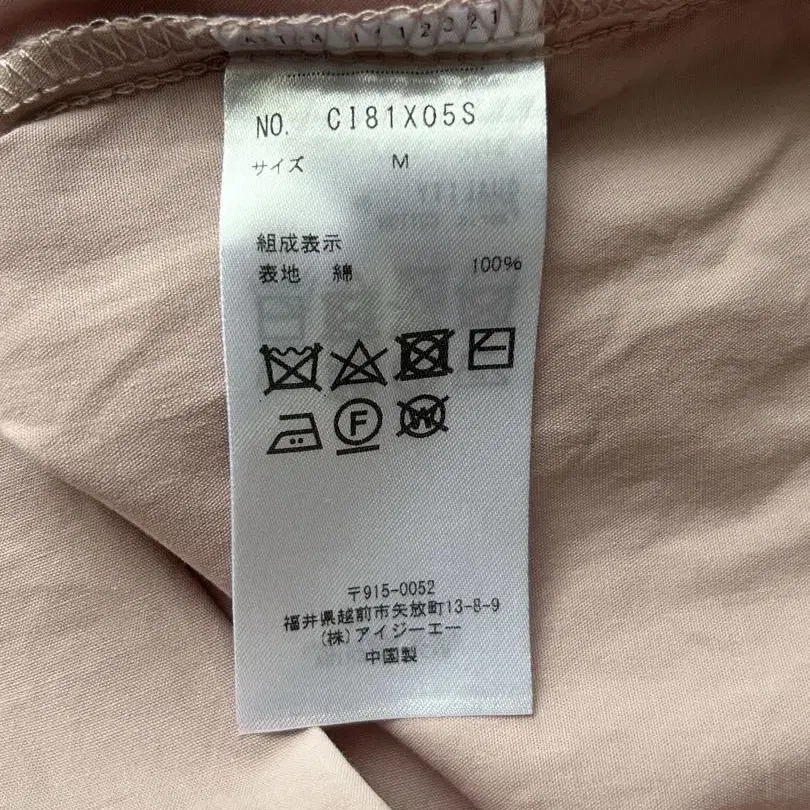 NO. CI81X05S
サイズ M
組成表示
表地 綿 100%
F
W
〒915-0052
福井県越前市矢放町13-8-9
(株)アイジーエー
中国製